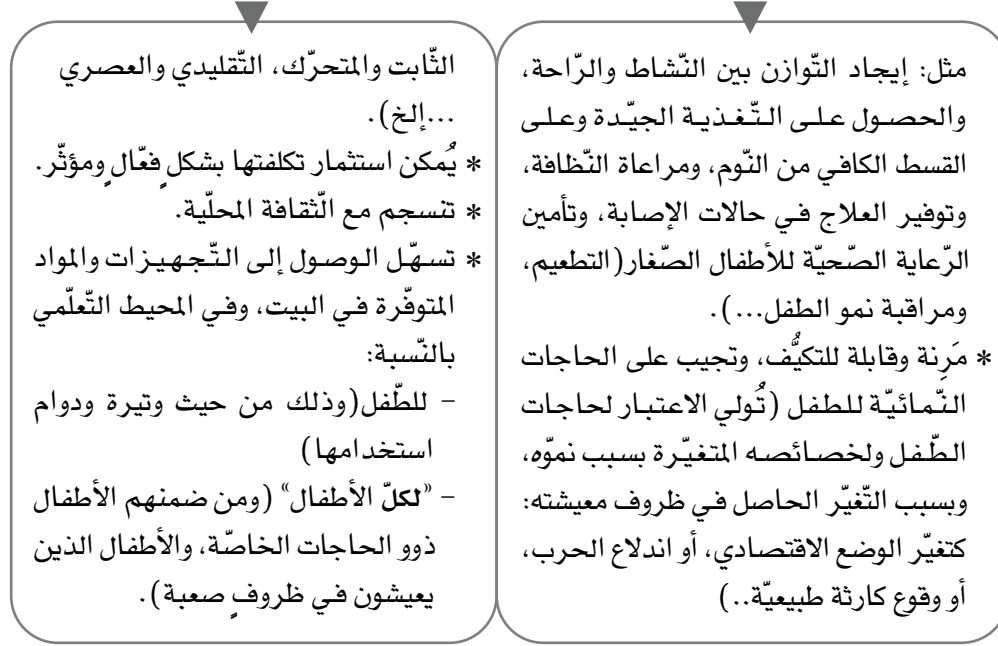 مثل: إيجاد التّوازن بين النّشاط والرّاحة،
والحصول على التّغذية الجيّدة وعلى
القسط الكافي من النّوم، ومراعاة النّظافة،
وتوفير العلاج في حالات الإصابة، وتأمين
الرّعاية الصّحيّة للأطفال الصّغار(التطعيم،
ومراقبة نمو الطفل...).
* مَرِنة وقابلة للتكيُّف، وتجيب على الحاجات
النّمائيّة للطفل (تُولي الاعتبار لحاجات
الطّفل ولخصائصه المتغيّرة بسبب نموّه،
وبسبب التّغيّر الحاصل في ظروف معيشته:
كتغيّر الوضع الاقتصادي، أو اندلاع الحرب،
أو وقوع كارثة طبيعيّة..)
الثّابت والمتحرّك، التّقليدي والعصري
...إلخ).
* يُمكن استثمار تكلفتها بشكلٍ فعّالٍ ومؤثّر.
* تنسجم مع الثّقافة المحلّية.
* تسهّل الوصول إلى التّجهيزات والمواد
المتوفّرة في البيت، وفي المحيط التّعلّمي
بالنّسبة:
- للطّفل(وذلك من حيث وتيرة ودوام
استخدامها)
- “لكلّ الأطفال” (ومن ضمنهم الأطفال
ذوو الحاجات الخاصّة، والأطفال الذين
يعيشون في ظروفٍ صعبة).